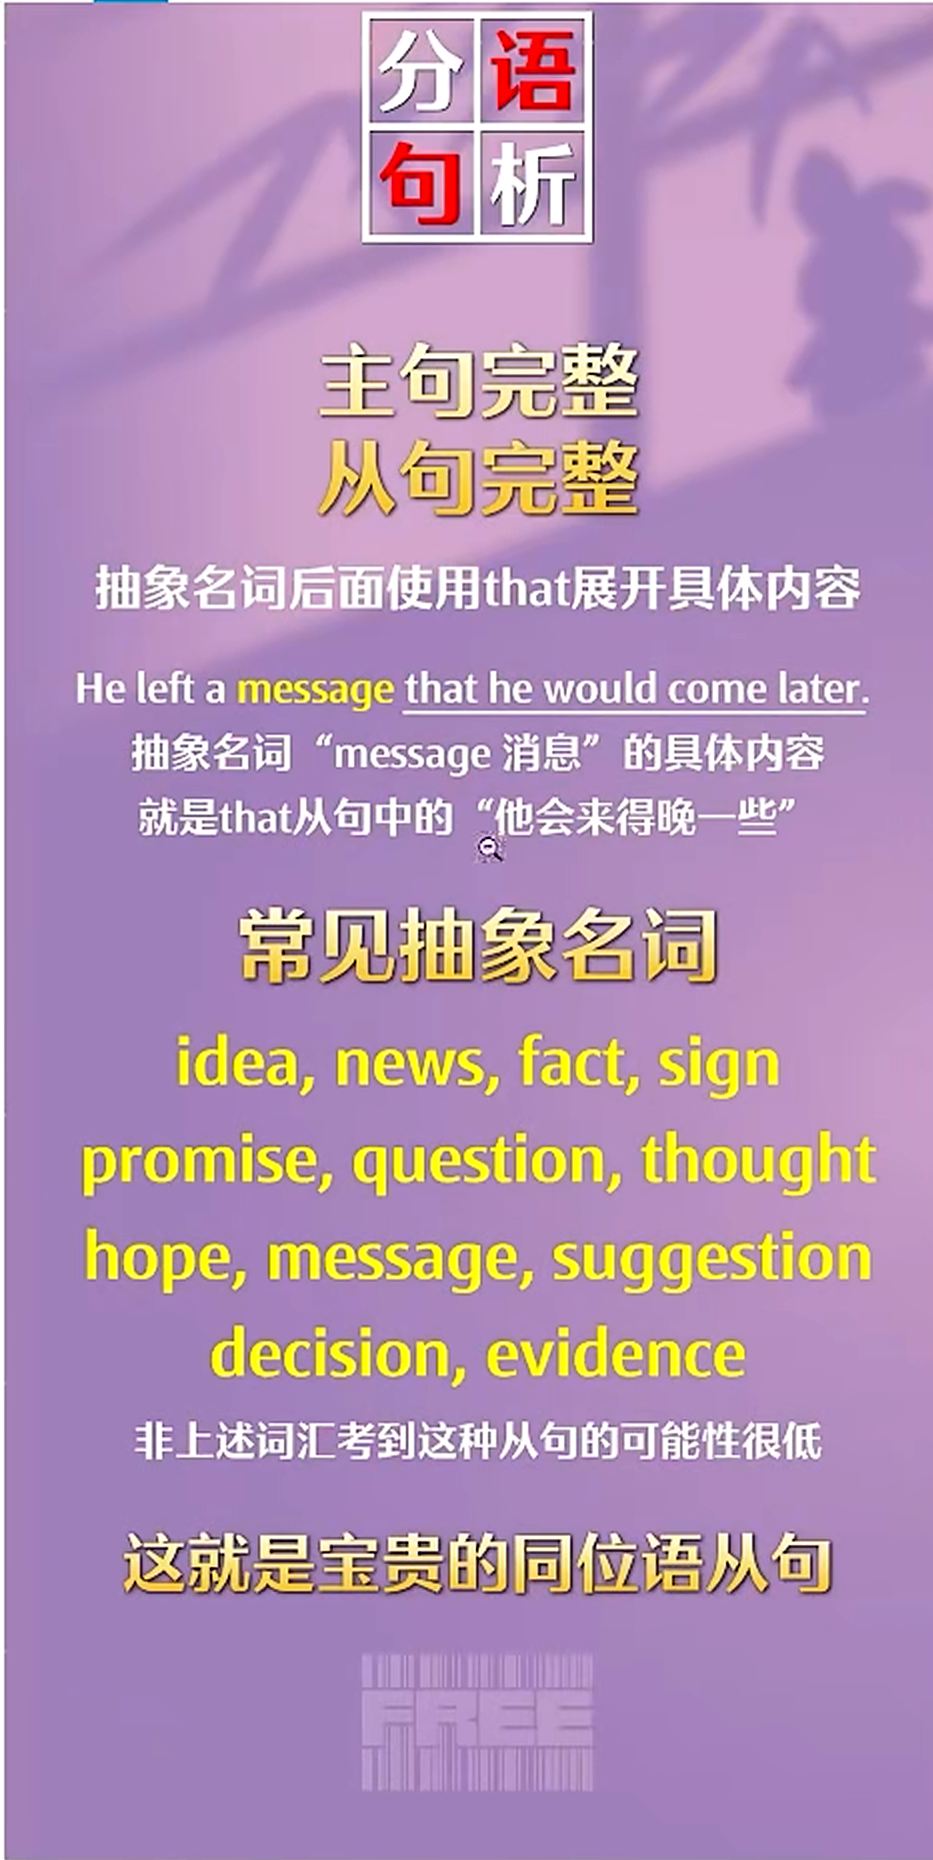 分语
句析
主句完整
从句完整
抽象名词后面使用that展开具体内容
He left a message that he would come later.
抽象名词“message 消息”的具体内容
就是that从句中的“他会来得晚一些”
常见抽象名词
idea, news, fact, sign
promise, question, thought
hope, message, suggestion
decision, evidence
非上述词汇考到这种从句的可能性很低
这就是宝贵的同位语从句
FREE